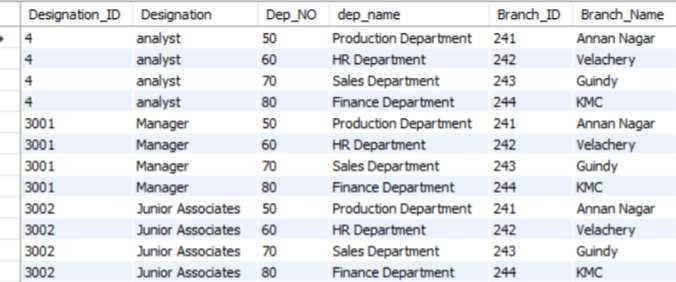 Designation_ID Designation Dep_NO dep_name Branch_ID Branch_Name
4 analyst 50 Production Department 241 Annan Nagar
4 analyst 60 HR Department 242 Velachery
4 analyst 70 Sales Department 243 Guindy
4 analyst 80 Finance Department 244 KMC
3001 Manager 50 Production Department 241 Annan Nagar
3001 Manager 60 HR Department 242 Velachery
3001 Manager 70 Sales Department 243 Guindy
3001 Manager 80 Finance Department 244 KMC
3002 Junior Associates 50 Production Department 241 Annan Nagar
3002 Junior Associates 60 HR Department 242 Velachery
3002 Junior Associates 70 Sales Department 243 Guindy
3002 Junior Associates 80 Finance Department 244 KMC